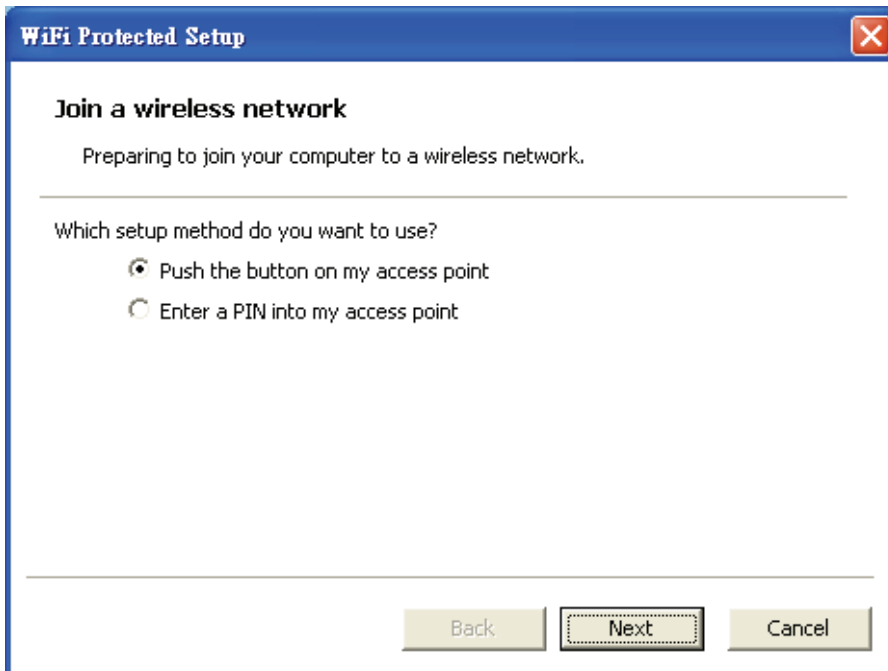 WiFi Protected Setup
Join a wireless network
Preparing to join your computer to a wireless network.
Which setup method do you want to use?
Push the button on my access point
Enter a PIN into my access point
Back Next Cancel